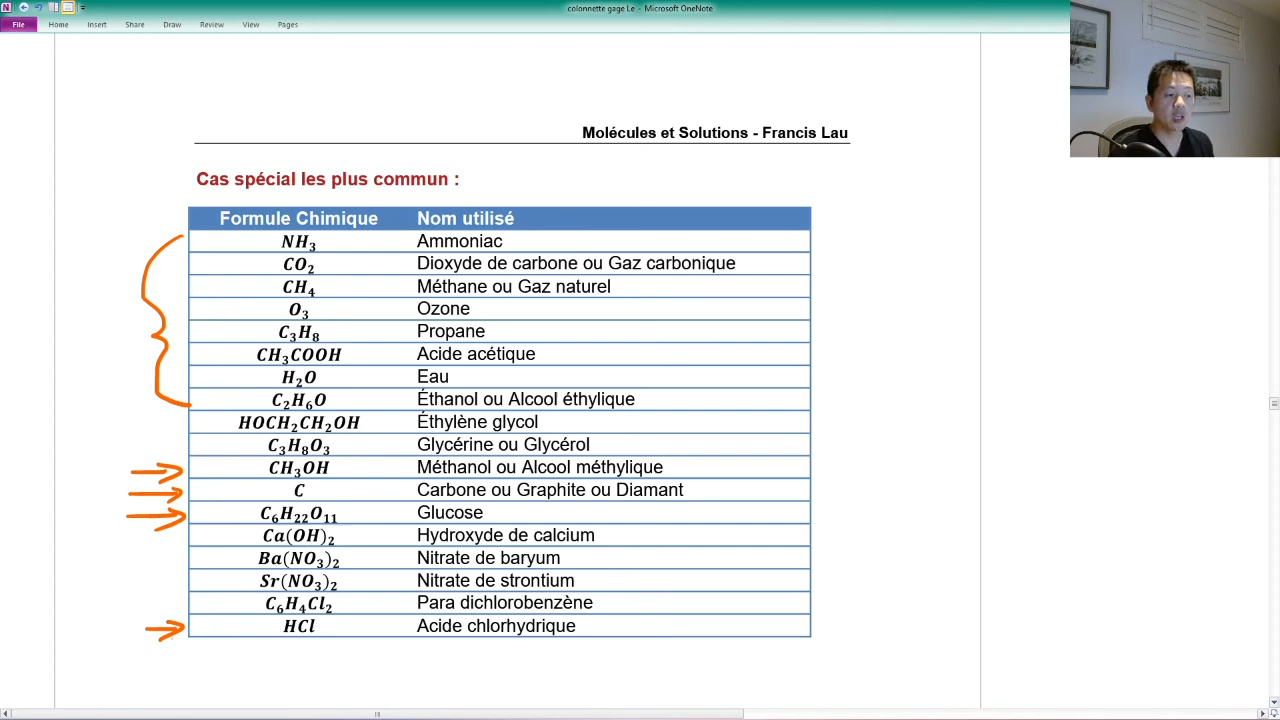 colonnette gage Le - Microsoft OneNote
File Home Insert Share Draw Review View Pages
Molécules et Solutions - Francis Lau
Cas spécial les plus commun :
Formule Chimique Nom utilisé
NH₃ Ammoniac
CO₂ Dioxyde de carbone ou Gaz carbonique
CH₄ Méthane ou Gaz naturel
O₃ Ozone
C₃H₈ Propane
CH₃COOH Acide acétique
H₂O Eau
C₂H₆O Éthanol ou Alcool éthylique
HOCH₂CH₂OH Éthylène glycol
C₃H₈O₃ Glycérine ou Glycérol
CH₃OH Méthanol ou Alcool méthylique
C Carbone ou Graphite ou Diamant
C₆H₂₂O₁₁ Glucose
Ca(OH)₂ Hydroxyde de calcium
Ba(NO₃)₂ Nitrate de baryum
Sr(NO₃)₂ Nitrate de strontium
C₆H₄Cl₂ Para dichlorobenzène
HCl Acide chlorhydrique